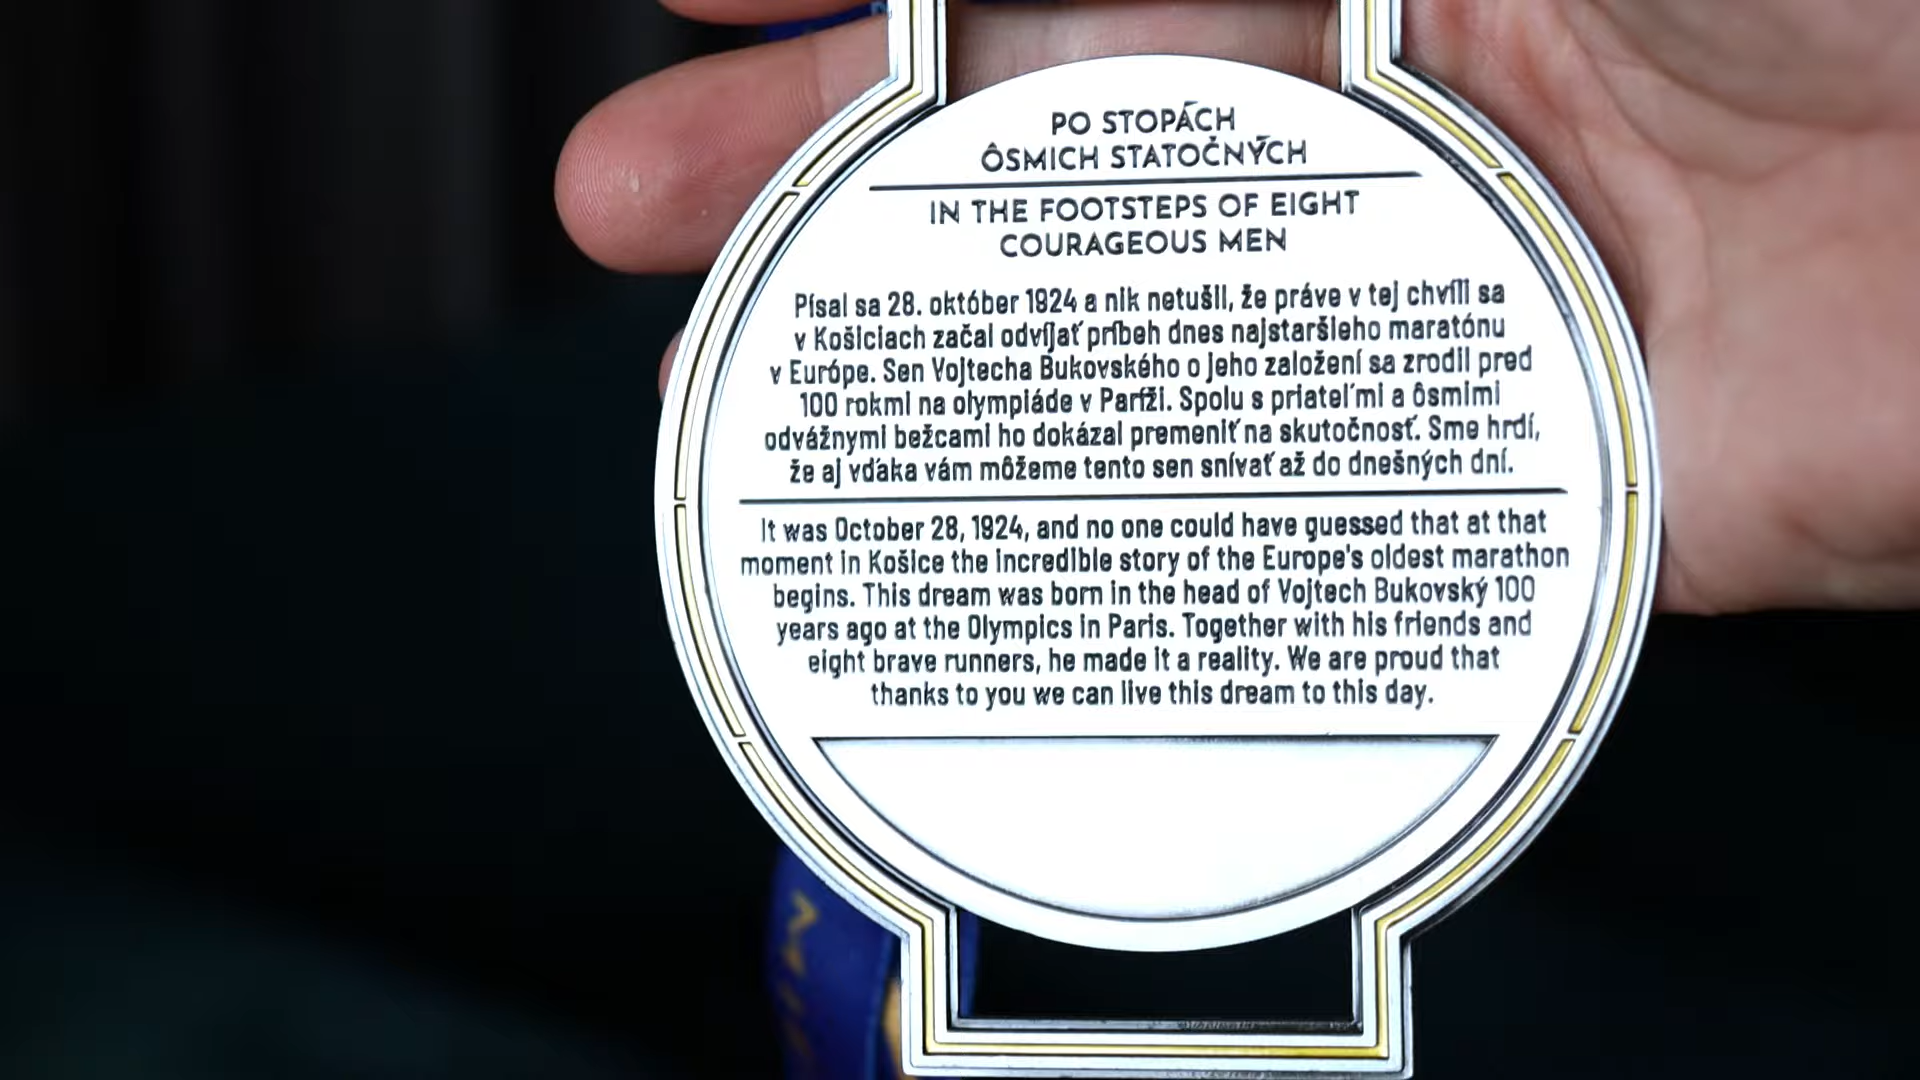 PO STOPÁCH
ÔSMICH STATOČNÝCH
IN THE FOOTSTEPS OF EIGHT
COURAGEOUS MEN
Písal sa 28. október 1924 a nik netušil, že práve v tej chvíli sa
v Košiciach začal odvíjať príbeh dnes najstaršieho maratónu
v Európe. Sen Vojtecha Bukovského o jeho založení sa zrodil pred
100 rokmi na olympiáde v Paríži. Spolu s priateľmi a ôsmimi
odvážnymi bežcami ho dokázal premeniť na skutočnosť. Sme hrdí,
že aj vďaka vám môžeme tento sen snívať až do dnešných dní.
It was October 28, 1924, and no one could have guessed that at that
moment in Košice the incredible story of the Europe's oldest marathon
begins. This dream was born in the head of Vojtech Bukovský 100
years ago at the Olympics in Paris. Together with his friends and
eight brave runners, he made it a reality. We are proud that
thanks to you we can live this dream to this day.